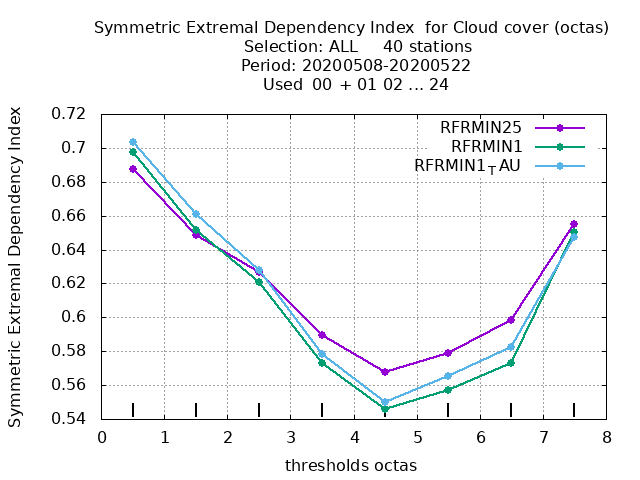 Symmetric Extremal Dependency Index  for Cloud cover (octas)
Selection: ALL     40 stations
Period: 20200508-20200522
Used  00  + 01 02 ... 24
Symmetric Extremal Dependency Index
0.72
0.7
0.68
0.66
0.64
0.62
0.6
0.58
0.56
0.54
RFRMIN25
RFRMIN1
RFRMIN1TAU
0 1 2 3 4 5 6 7 8
thresholds octas